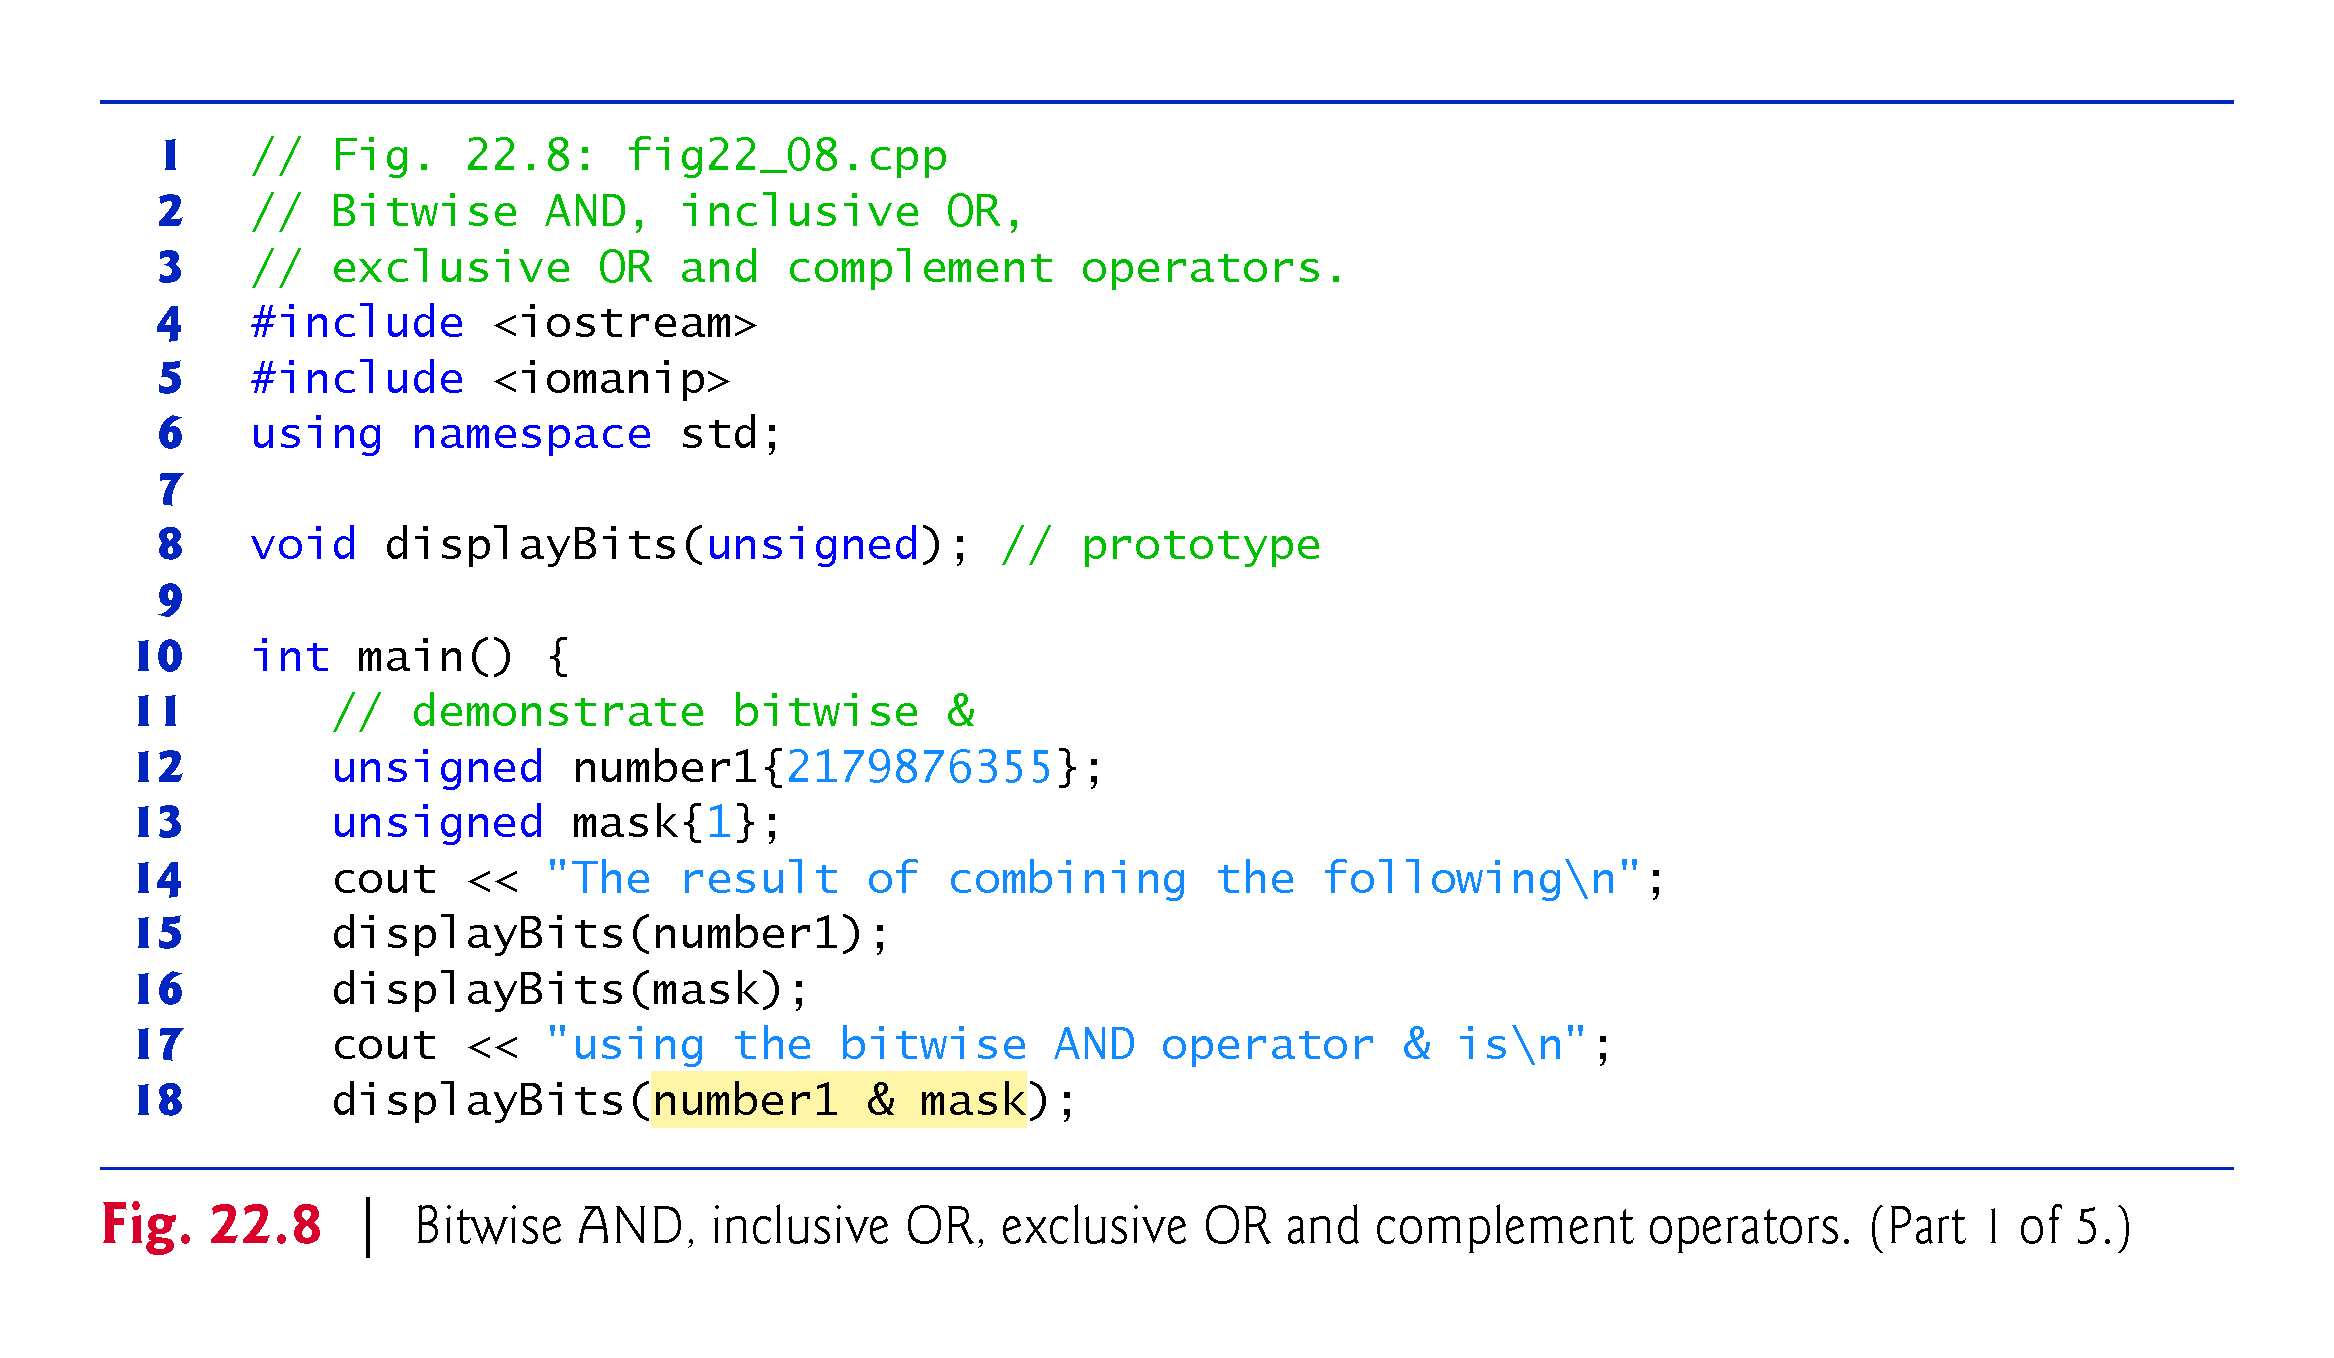 1 // Fig. 22.8: fig22_08.cpp
2 // Bitwise AND, inclusive OR,
3 // exclusive OR and complement operators.
4 #include <iostream>
5 #include <iomanip>
6 using namespace std;
7
8 void displayBits(unsigned); // prototype
9
10 int main() {
11    // demonstrate bitwise &
12    unsigned number1{2179876355};
13    unsigned mask{1};
14    cout << "The result of combining the following\n";
15    displayBits(number1);
16    displayBits(mask);
17    cout << "using the bitwise AND operator & is\n";
18    displayBits(number1 & mask);
Fig. 22.8 | Bitwise AND, inclusive OR, exclusive OR and complement operators. (Part 1 of 5.)